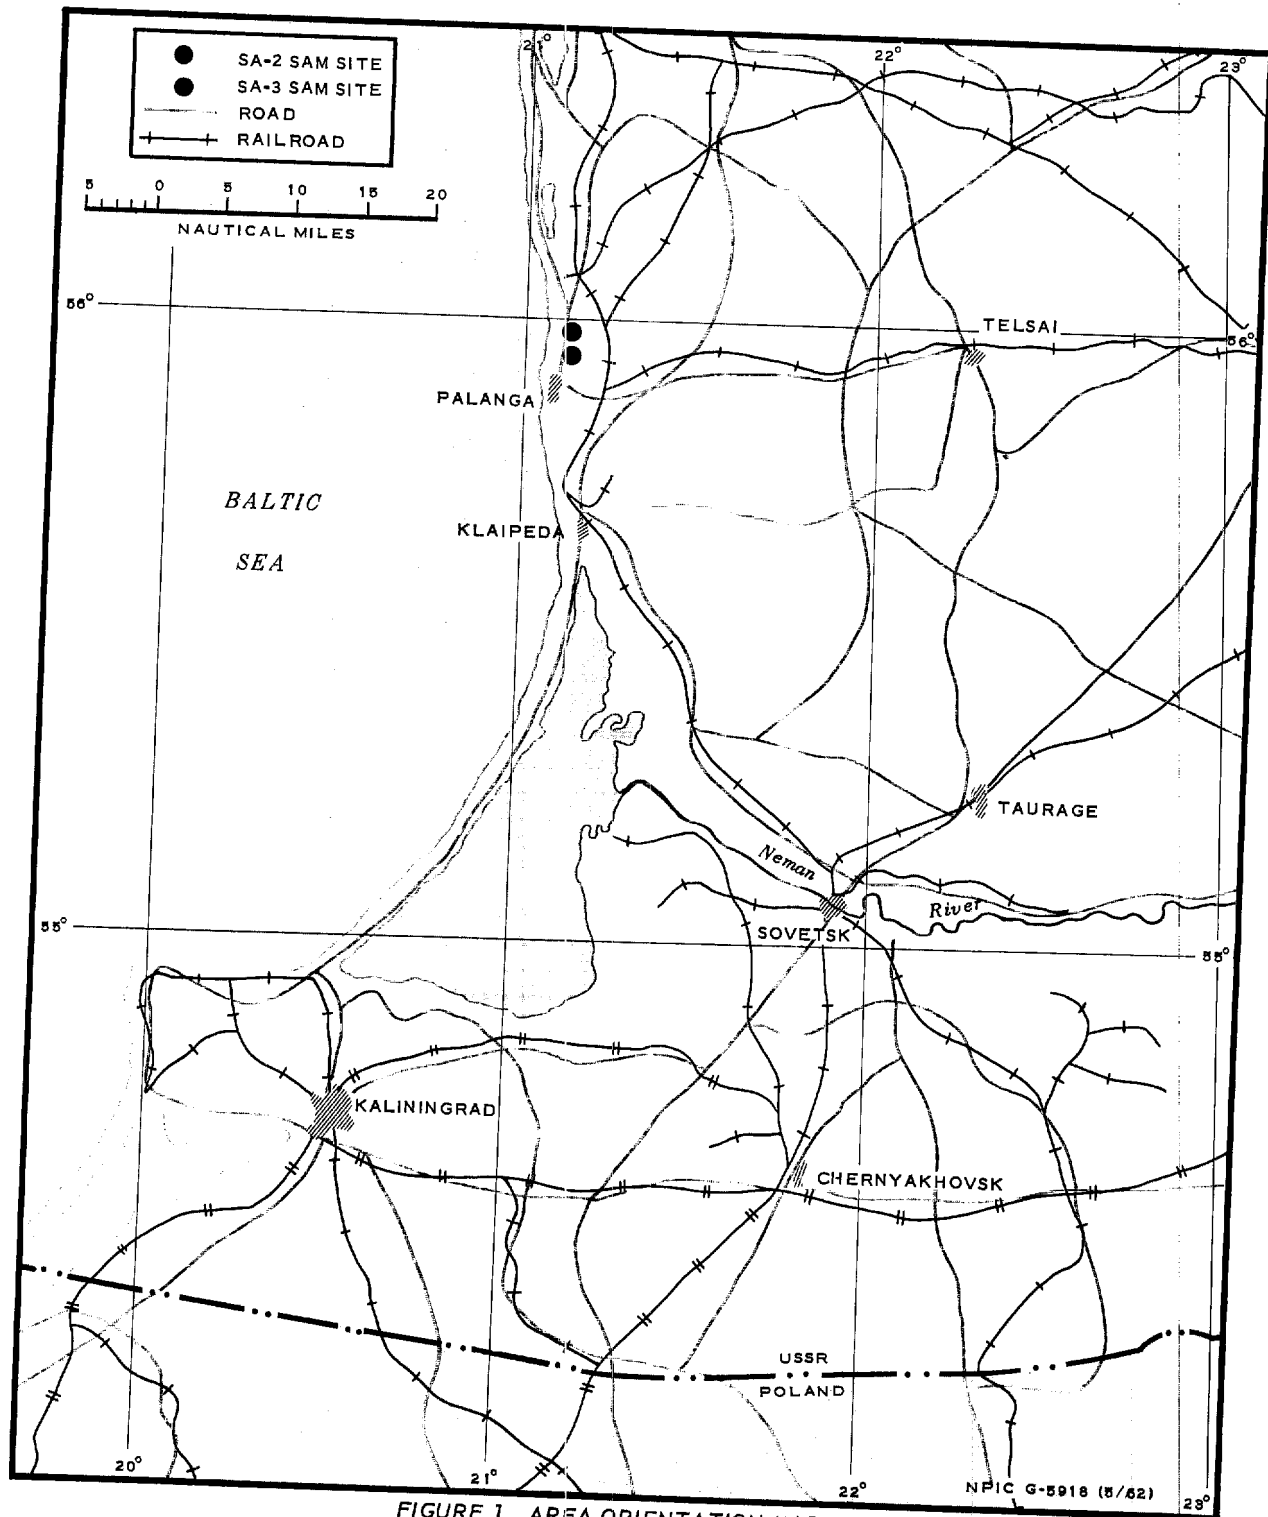 SA-2 SAM SITE
SA-3 SAM SITE
ROAD
RAILROAD
5 0 5 10 15 20
NAUTICAL MILES
21°
22°
23°
56°
TELSAI
56°
PALANGA
BALTIC
SEA
KLAIPEDA
TAURAGE
Neman
River
SOVETSK
55°
55°
KALININGRAD
CHERNYAKHOVSK
USSR
POLAND
20°
21°
22°
23°
NPIC G-5918 (5/62)
FIGURE 1. AREA ORIENTATION